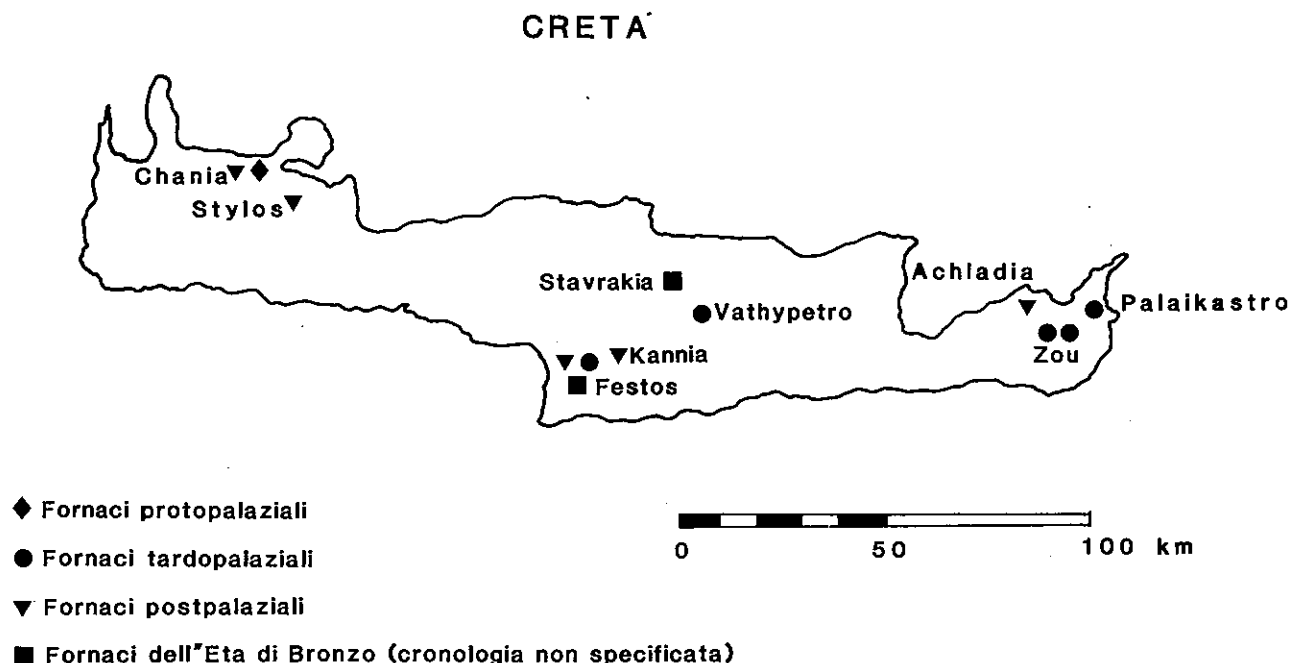 CRETA
Chania
Stylos
Stavrakia
Vathypetro
Achladia
Palaikastro
Zou
Kannia
Festos
Fornaci protopalaziali
Fornaci tardopalaziali
Fornaci postpalaziali
Fornaci dell"Eta di Bronzo (cronologia non specificata)
0 50 100 km